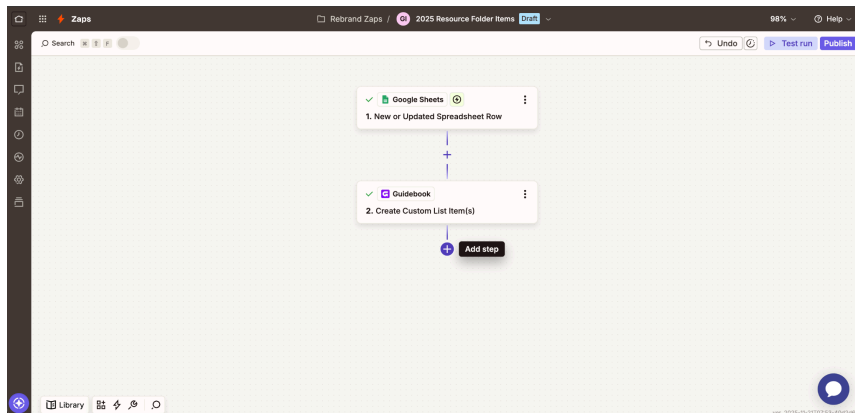 Zaps
Rebrand Zaps / GI 2025 Resource Folder Items Draft
98%
Help
Search ⌘ ⇧ F
Undo
Test run
Publish
Google Sheets
1. New or Updated Spreadsheet Row
Guidebook
2. Create Custom List Item(s)
Add step
Library